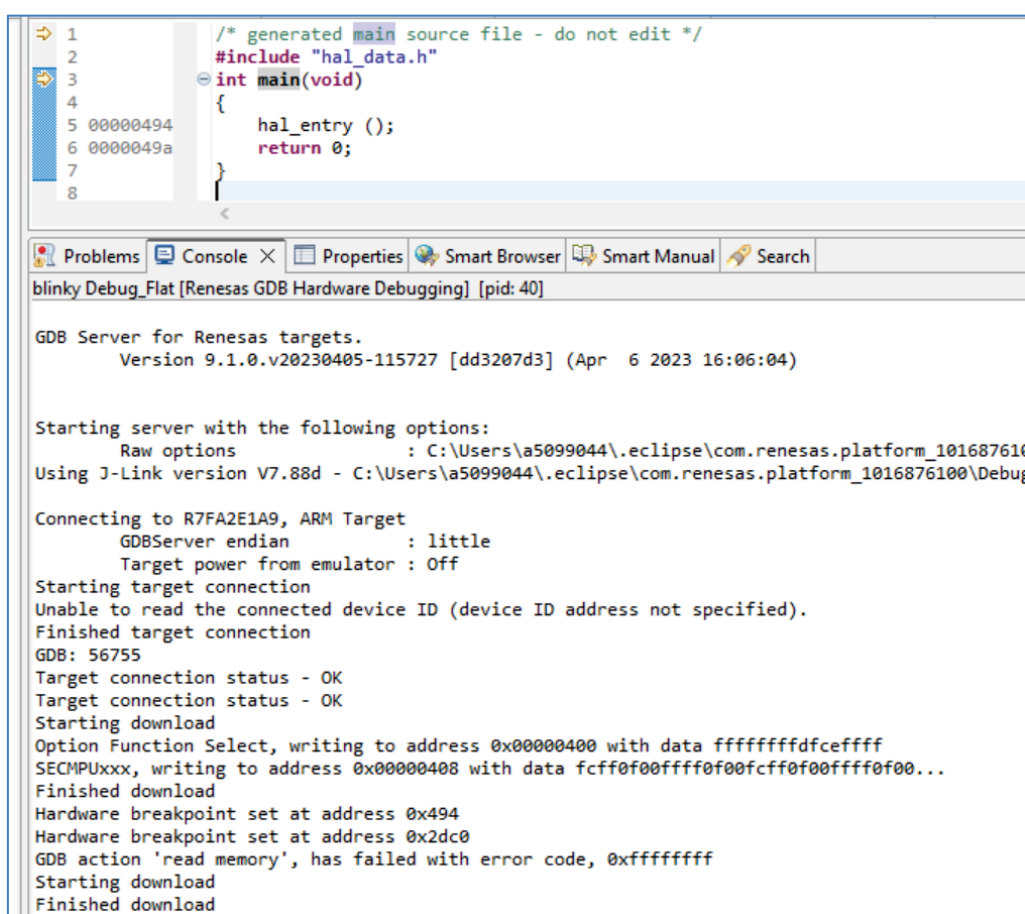 1 /* generated main source file - do not edit */
2 #include "hal_data.h"
3 int main(void)
4 {
5 00000494 hal_entry ();
6 0000049a return 0;
7 }
8
Problems Console Properties Smart Browser Smart Manual Search
blinky Debug_Flat [Renesas GDB Hardware Debugging] [pid: 40]
GDB Server for Renesas targets.
Version 9.1.0.v20230405-115727 [dd3207d3] (Apr 6 2023 16:06:04)
Starting server with the following options:
Raw options : C:\Users\a5099044\.eclipse\com.renesas.platform_101687610
Using J-Link version V7.88d - C:\Users\a5099044\.eclipse\com.renesas.platform_1016876100\Debug
Connecting to R7FA2E1A9, ARM Target
GDBServer endian : little
Target power from emulator : Off
Starting target connection
Unable to read the connected device ID (device ID address not specified).
Finished target connection
GDB: 56755
Target connection status - OK
Target connection status - OK
Starting download
Option Function Select, writing to address 0x00000400 with data ffffffffdfceffff
SECMPUxxx, writing to address 0x00000408 with data fcff0f00ffff0f00fcff0f00ffff0f00...
Finished download
Hardware breakpoint set at address 0x494
Hardware breakpoint set at address 0x2dc0
GDB action 'read memory', has failed with error code, 0xffffffff
Starting download
Finished download